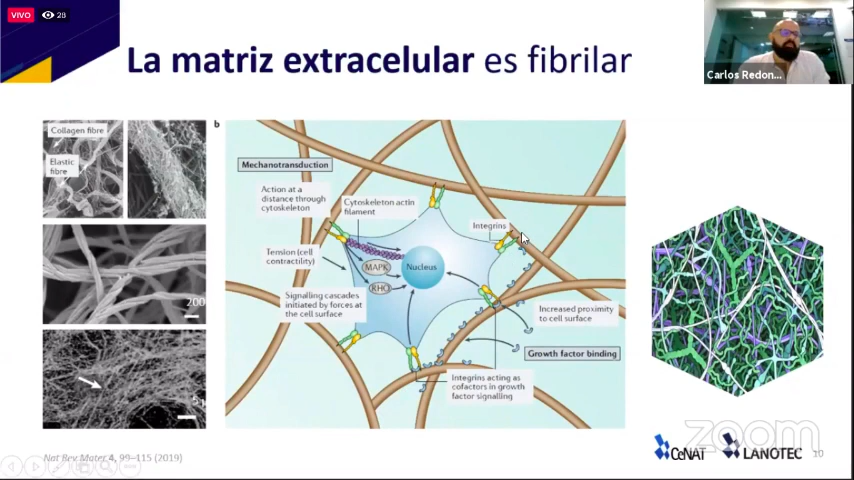 VIVO 28
La matriz extracelular es fibrilar
Carlos Redon...
Collagen fibre
Elastic
fibre
200
5
b
Mechanotransduction
Action at a
distance through
cytoskeleton
Cytoskeleton actin
filament
Integrins
Tension (cell
contractility)
MAPK
Nucleus
RHO
Signalling cascades
initiated by forces at
the cell surface
Increased proximity
to cell surface
Growth factor binding
Integrins acting as
cofactors in growth
factor signalling
Nat Rev Mater 4, 99–115 (2019)
CeNAT
LANOTEC
zoom
10